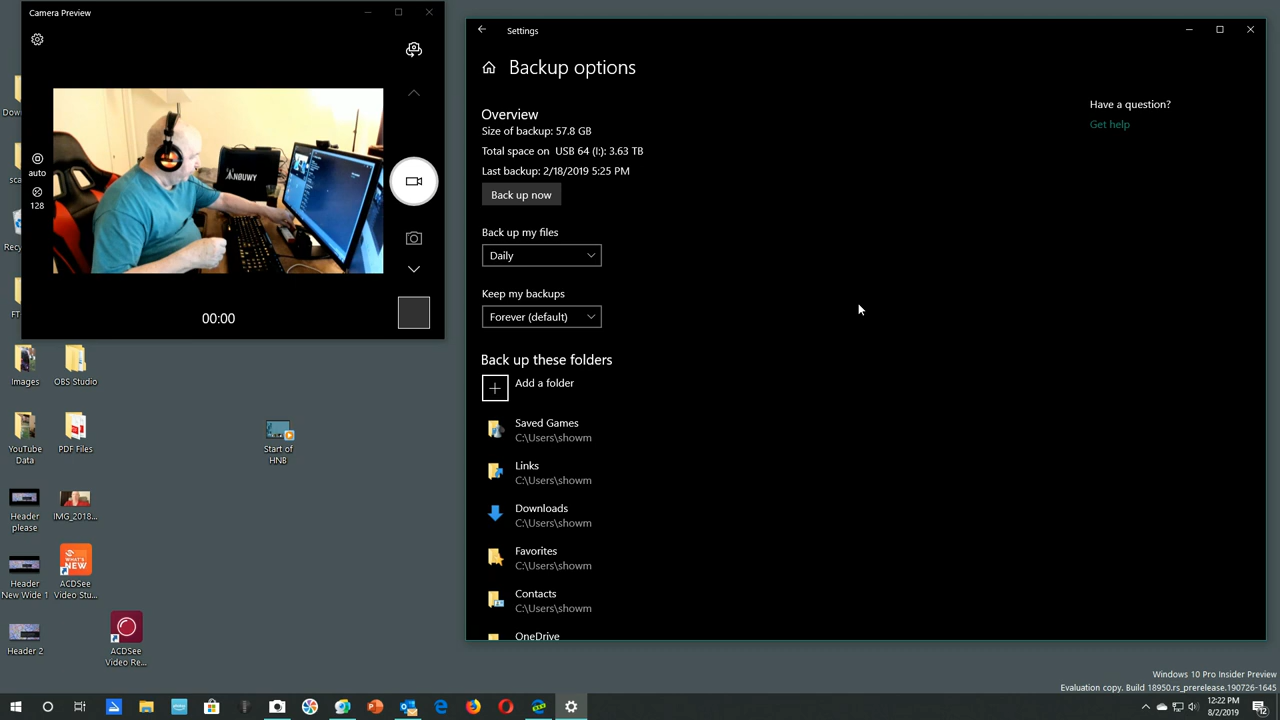 Camera Preview
auto
128
00:00
NBUWY
Settings
Backup options
Overview
Size of backup: 57.8 GB
Total space on USB 64 (I:): 3.63 TB
Last backup: 2/18/2019 5:25 PM
Back up now
Back up my files
Daily
Keep my backups
Forever (default)
Back up these folders
Add a folder
Saved Games
C:\Users\showm
Links
C:\Users\showm
Downloads
C:\Users\showm
Favorites
C:\Users\showm
Contacts
C:\Users\showm
OneDrive
Have a question?
Get help
Images
OBS Studio
YouTube
Data
PDF Files
Start of
HNB
Header
please
IMG_2018...
Header
New Wide 1
WHAT'S
NEW
ACDSee
Video Stu...
Header 2
ACDSee
Video Re...
Windows 10 Pro Insider Preview
Evaluation copy. Build 18950.rs_prerelease.190726-1645
12:22 PM
8/2/2019
12